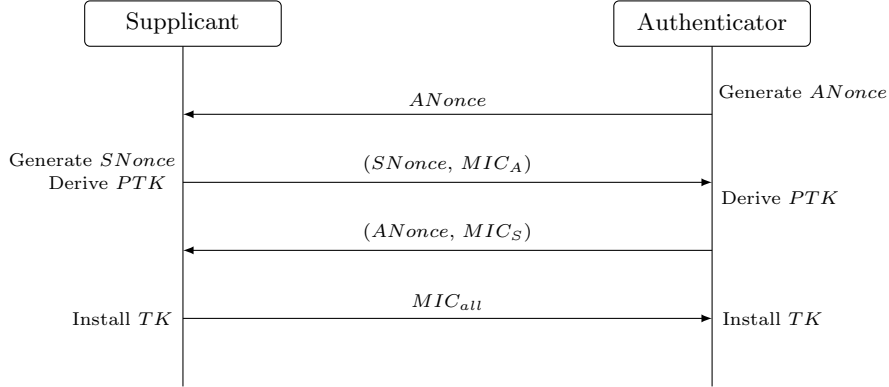 Supplicant
Authenticator
Generate ANonce
ANonce
Generate SNonce
Derive PTK
(SNonce, MIC_A)
Derive PTK
(ANonce, MIC_S)
Install TK
MIC_all
Install TK